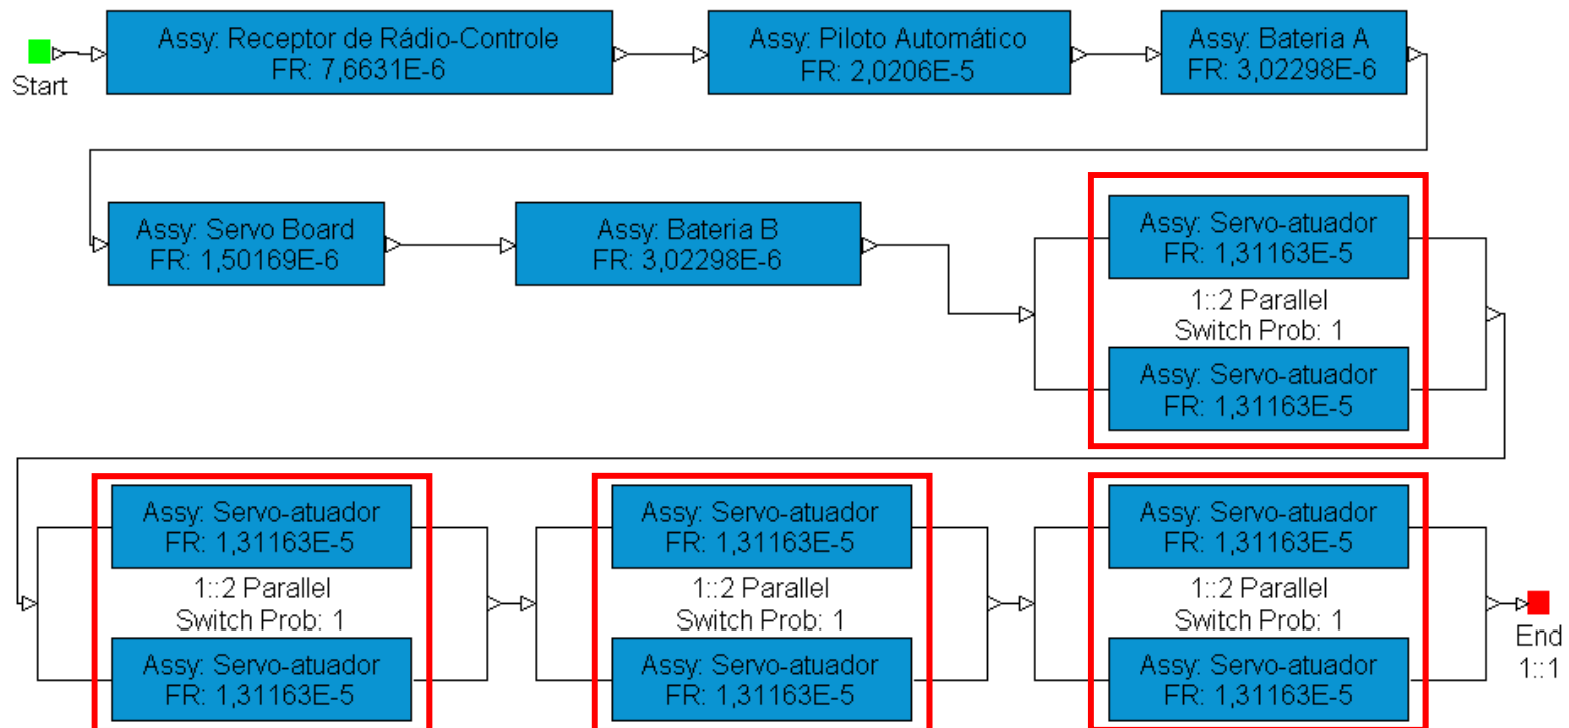 Assy: Receptor de Rádio-Controle
FR: 7,6631E-6
Assy: Piloto Automático
FR: 2,0206E-5
Assy: Bateria A
FR: 3,02298E-6
Start
Assy: Servo Board
FR: 1,50169E-6
Assy: Bateria B
FR: 3,02298E-6
Assy: Servo-atuador
FR: 1,31163E-5
1::2 Parallel
Switch Prob: 1
Assy: Servo-atuador
FR: 1,31163E-5
Assy: Servo-atuador
FR: 1,31163E-5
1::2 Parallel
Switch Prob: 1
Assy: Servo-atuador
FR: 1,31163E-5
Assy: Servo-atuador
FR: 1,31163E-5
1::2 Parallel
Switch Prob: 1
Assy: Servo-atuador
FR: 1,31163E-5
Assy: Servo-atuador
FR: 1,31163E-5
1::2 Parallel
Switch Prob: 1
Assy: Servo-atuador
FR: 1,31163E-5
End
1::1